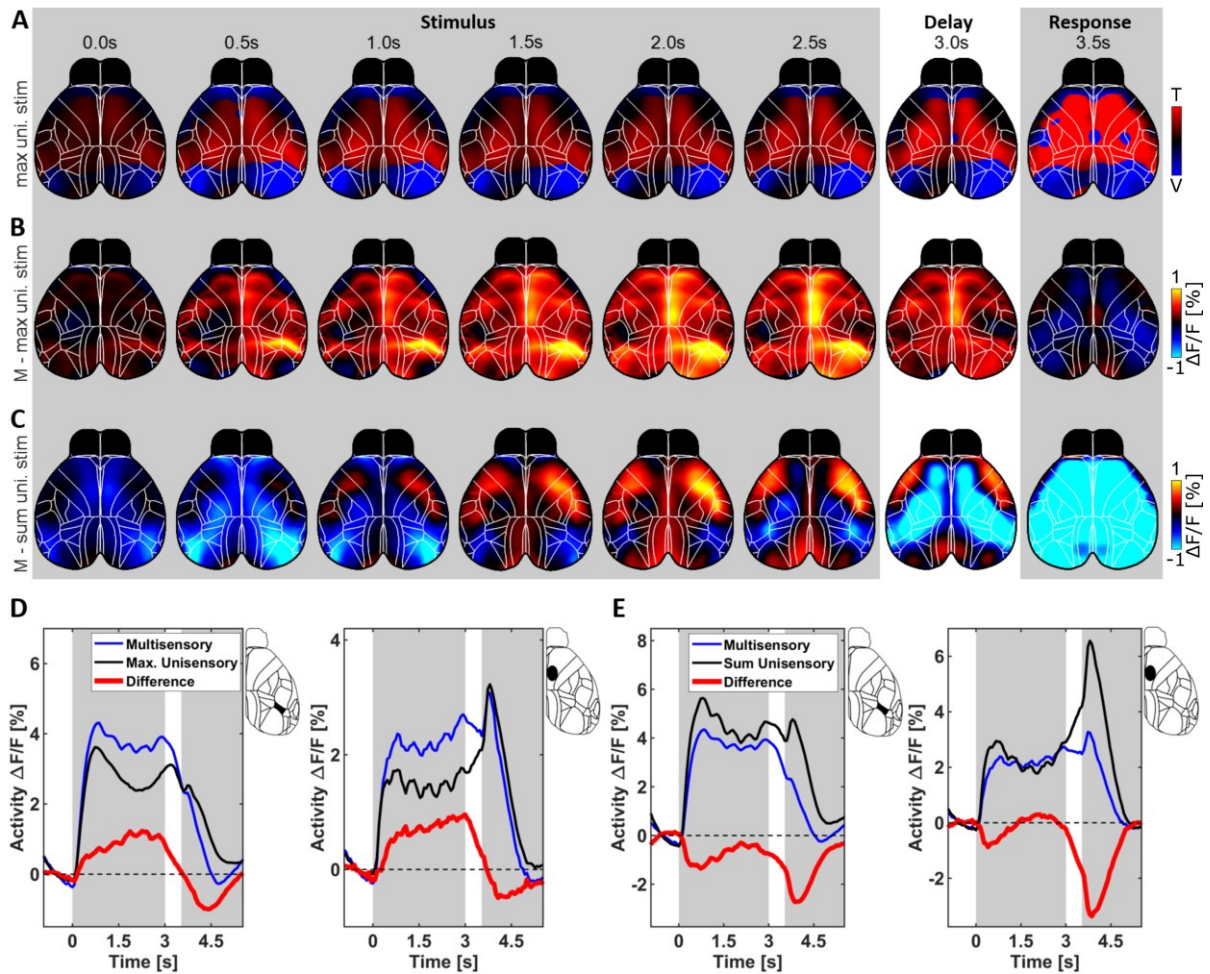 A
Stimulus
Delay
Response
0.0s
0.5s
1.0s
1.5s
2.0s
2.5s
3.0s
3.5s
max uni. stim
T
V
B
M - max uni. stim
1
-1
ΔF/F [%]
C
M - sum uni. stim
1
-1
ΔF/F [%]
D
Multisensory
Max. Unisensory
Difference
Activity ΔF/F [%]
6
4
2
0
0
1.5
3
4.5
Time [s]
Activity ΔF/F [%]
4
2
0
0
1.5
3
4.5
Time [s]
E
Multisensory
Sum Unisensory
Difference
Activity ΔF/F [%]
8
6
4
2
0
-2
0
1.5
3
4.5
Time [s]
Activity ΔF/F [%]
6
4
2
0
-2
0
1.5
3
4.5
Time [s]